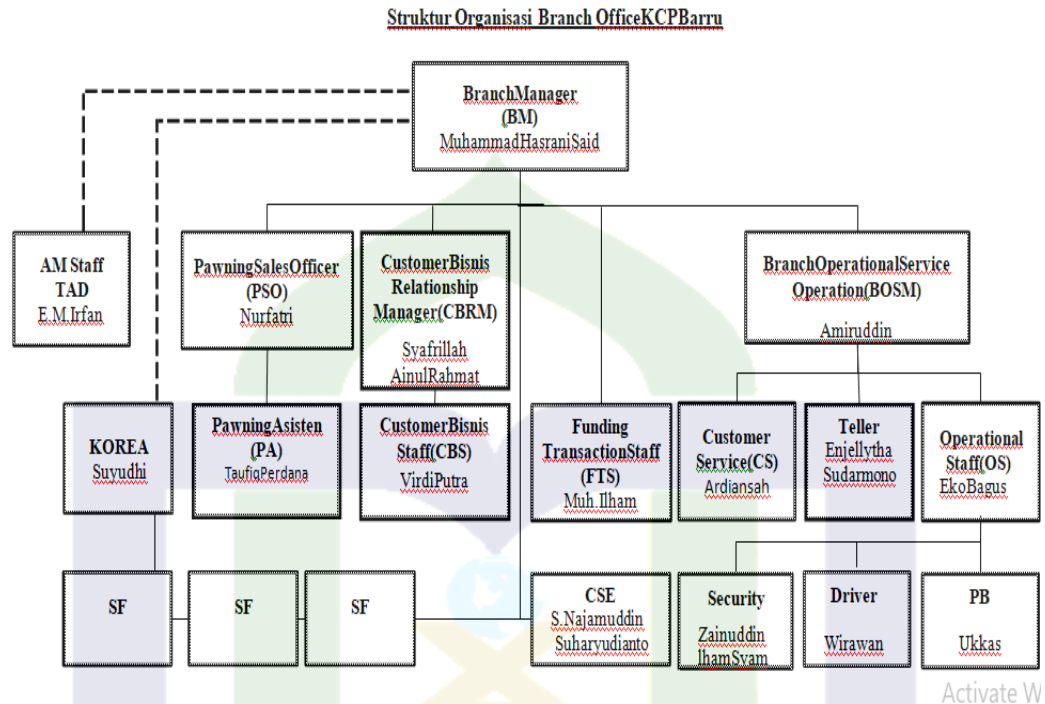 Struktur Organisasi Branch OfficeKCPBarru
BranchManager
(BM)
MuhammadHasraniSaid
AM Staff
TAD
E.M.Irfan
PawningSalesOfficer
(PSO)
Nurfatri
CustomerBisnis
Relationship
Manager(CBRM)
Syafrillah
AinulRahmat
BranchOperationalService
Operation(BOSM)
Amiruddin
KOREA
Suyudhi
PawningAsisten
(PA)
TaufiqPerdana
CustomerBisnis
Staff(CBS)
VirdiPutra
Funding
TransactionStaff
(FTS)
Muh.Ilham
Customer
Service(CS)
Ardiansah
Teller
Enjellytha
Sudarmono
Operational
Staff(OS)
EkoBagus
SF
SF
SF
CSE
S.Najamuddin
Suharyudianto
Security
Zainuddin
IhamSyam
Driver
Wirawan
PB
Ukkas
Activate W